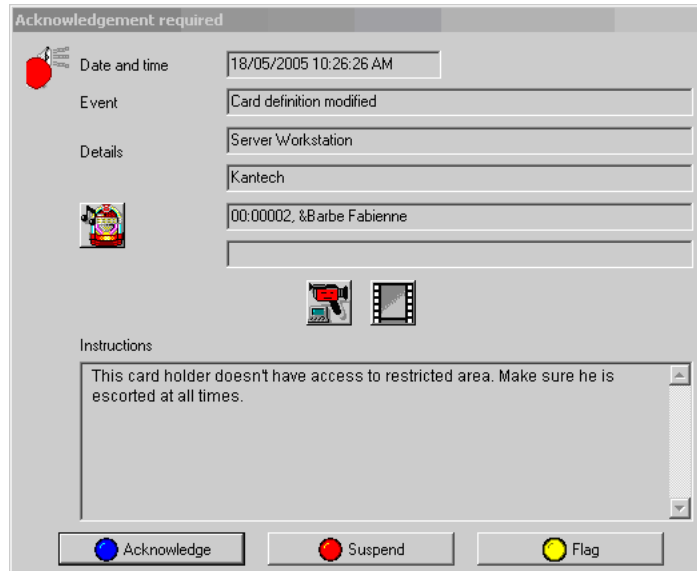 Acknowledgement required
Date and time
18/05/2005 10:26:26 AM
Event
Card definition modified
Details
Server Workstation
Kantech
00:00002, &Barbe Fabienne
Instructions
This card holder doesn't have access to restricted area. Make sure he is
escorted at all times.
Acknowledge
Suspend
Flag